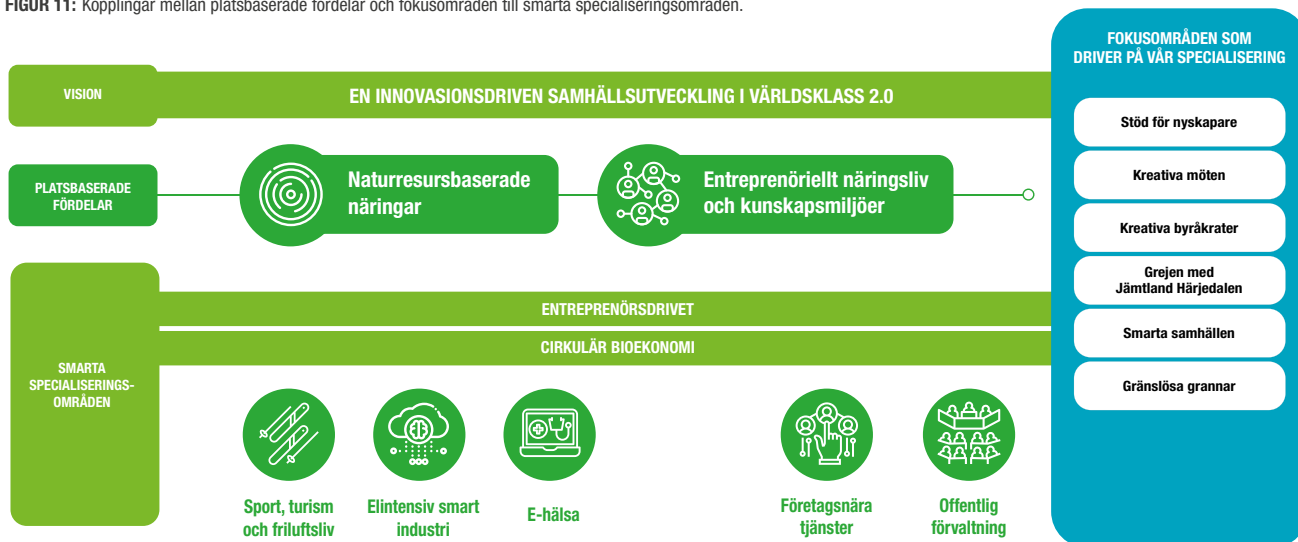 FIGUR 11: Kopplingar mellan platsbaserade fördelar och fokusområden till smarta specialiseringsområden.
FOKUSOMRÅDEN SOM
DRIVER PÅ VÅR SPECIALISERING
VISION
EN INNOVASIONSDRIVEN SAMHÄLLSUTVECKLING I VÄRLDSKLASS 2.0
Stöd för nyskapare
Kreativa möten
Kreativa byråkrater
Grejen med
Jämtland Härjedalen
Smarta samhällen
Gränslösa grannar
PLATSBASERADE
FÖRDELAR
Naturresursbaserade
näringar
Entreprenöriellt näringsliv
och kunskapsmiljöer
SMARTA
SPECIALISERINGS-
OMRÅDEN
ENTREPRENÖRSDRIVET
CIRKULÄR BIOEKONOMI
Sport, turism
och friluftsliv
Elintensiv smart
industri
E-hälsa
Företagsnära
tjänster
Offentlig
förvaltning